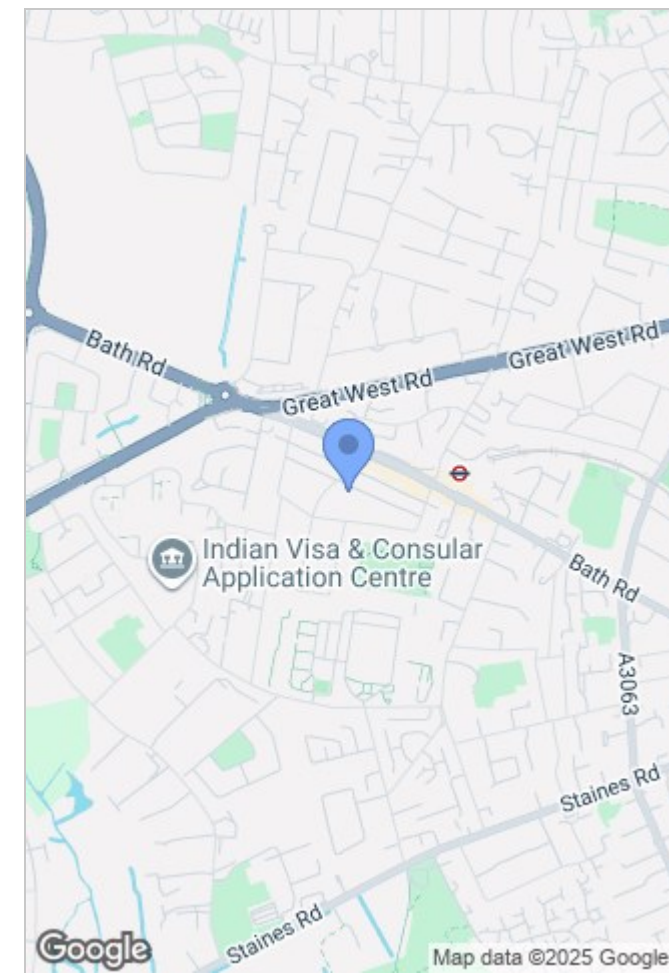 Bath Rd
Great West Rd
Great West Rd
Indian Visa & Consular
Application Centre
Bath Rd
A3063
Staines Rd
Staines Rd
Google
Map data ©2025 Google